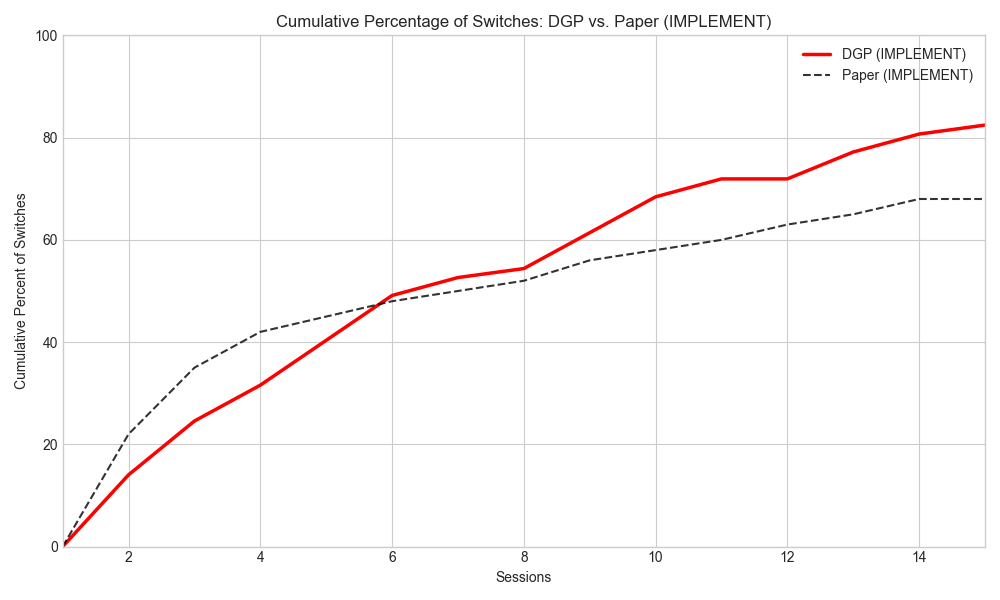 Cumulative Percentage of Switches: DGP vs. Paper (IMPLEMENT)
DGP (IMPLEMENT)
Paper (IMPLEMENT)
Cumulative Percent of Switches
100
80
60
40
20
0
2 4 6 8 10 12 14
Sessions